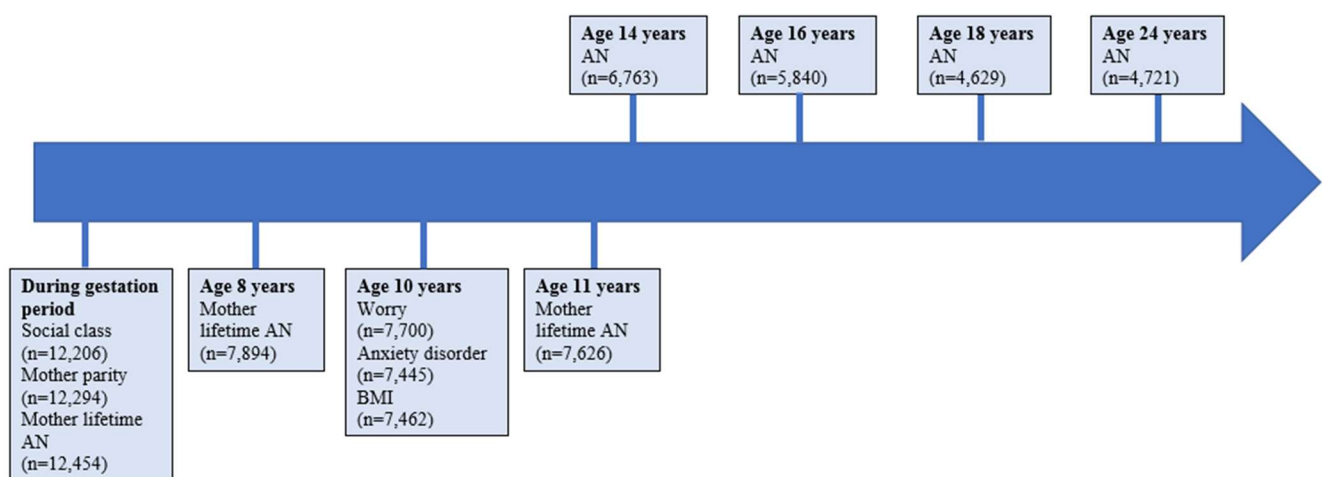 Age 14 years
AN
(n=6,763)
Age 16 years
AN
(n=5,840)
Age 18 years
AN
(n=4,629)
Age 24 years
AN
(n=4,721)
During gestation
period
Social class
(n=12,206)
Mother parity
(n=12,294)
Mother lifetime
AN
(n=12,454)
Age 8 years
Mother
lifetime AN
(n=7,894)
Age 10 years
Worry
(n=7,700)
Anxiety disorder
(n=7,445)
BMI
(n=7,462)
Age 11 years
Mother
lifetime AN
(n=7,626)